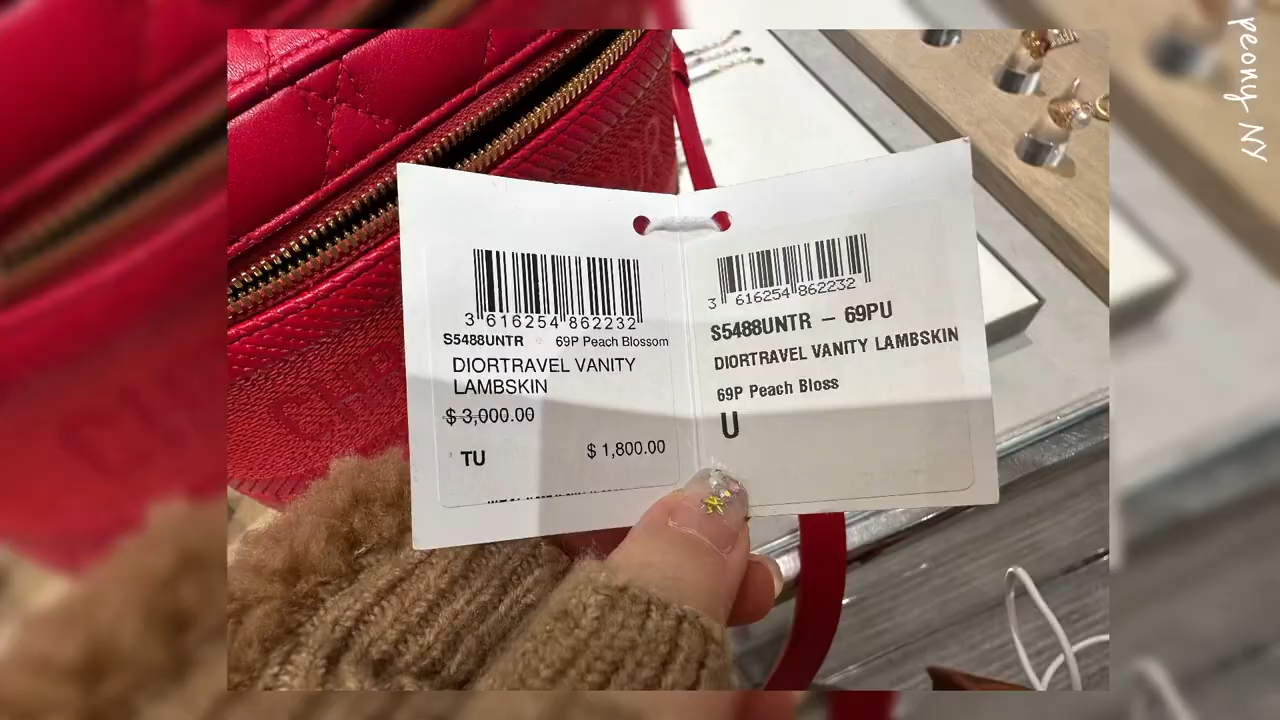 peony NY
3 616254 862232
S5488UNTR 69P Peach Blossom
DIORTRAVEL VANITY
LAMBSKIN
$ 3,000.00
TU $ 1,800.00
3 616254 862232
S5488UNTR – 69PU
DIORTRAVEL VANITY LAMBSKIN
69P Peach Bloss
U